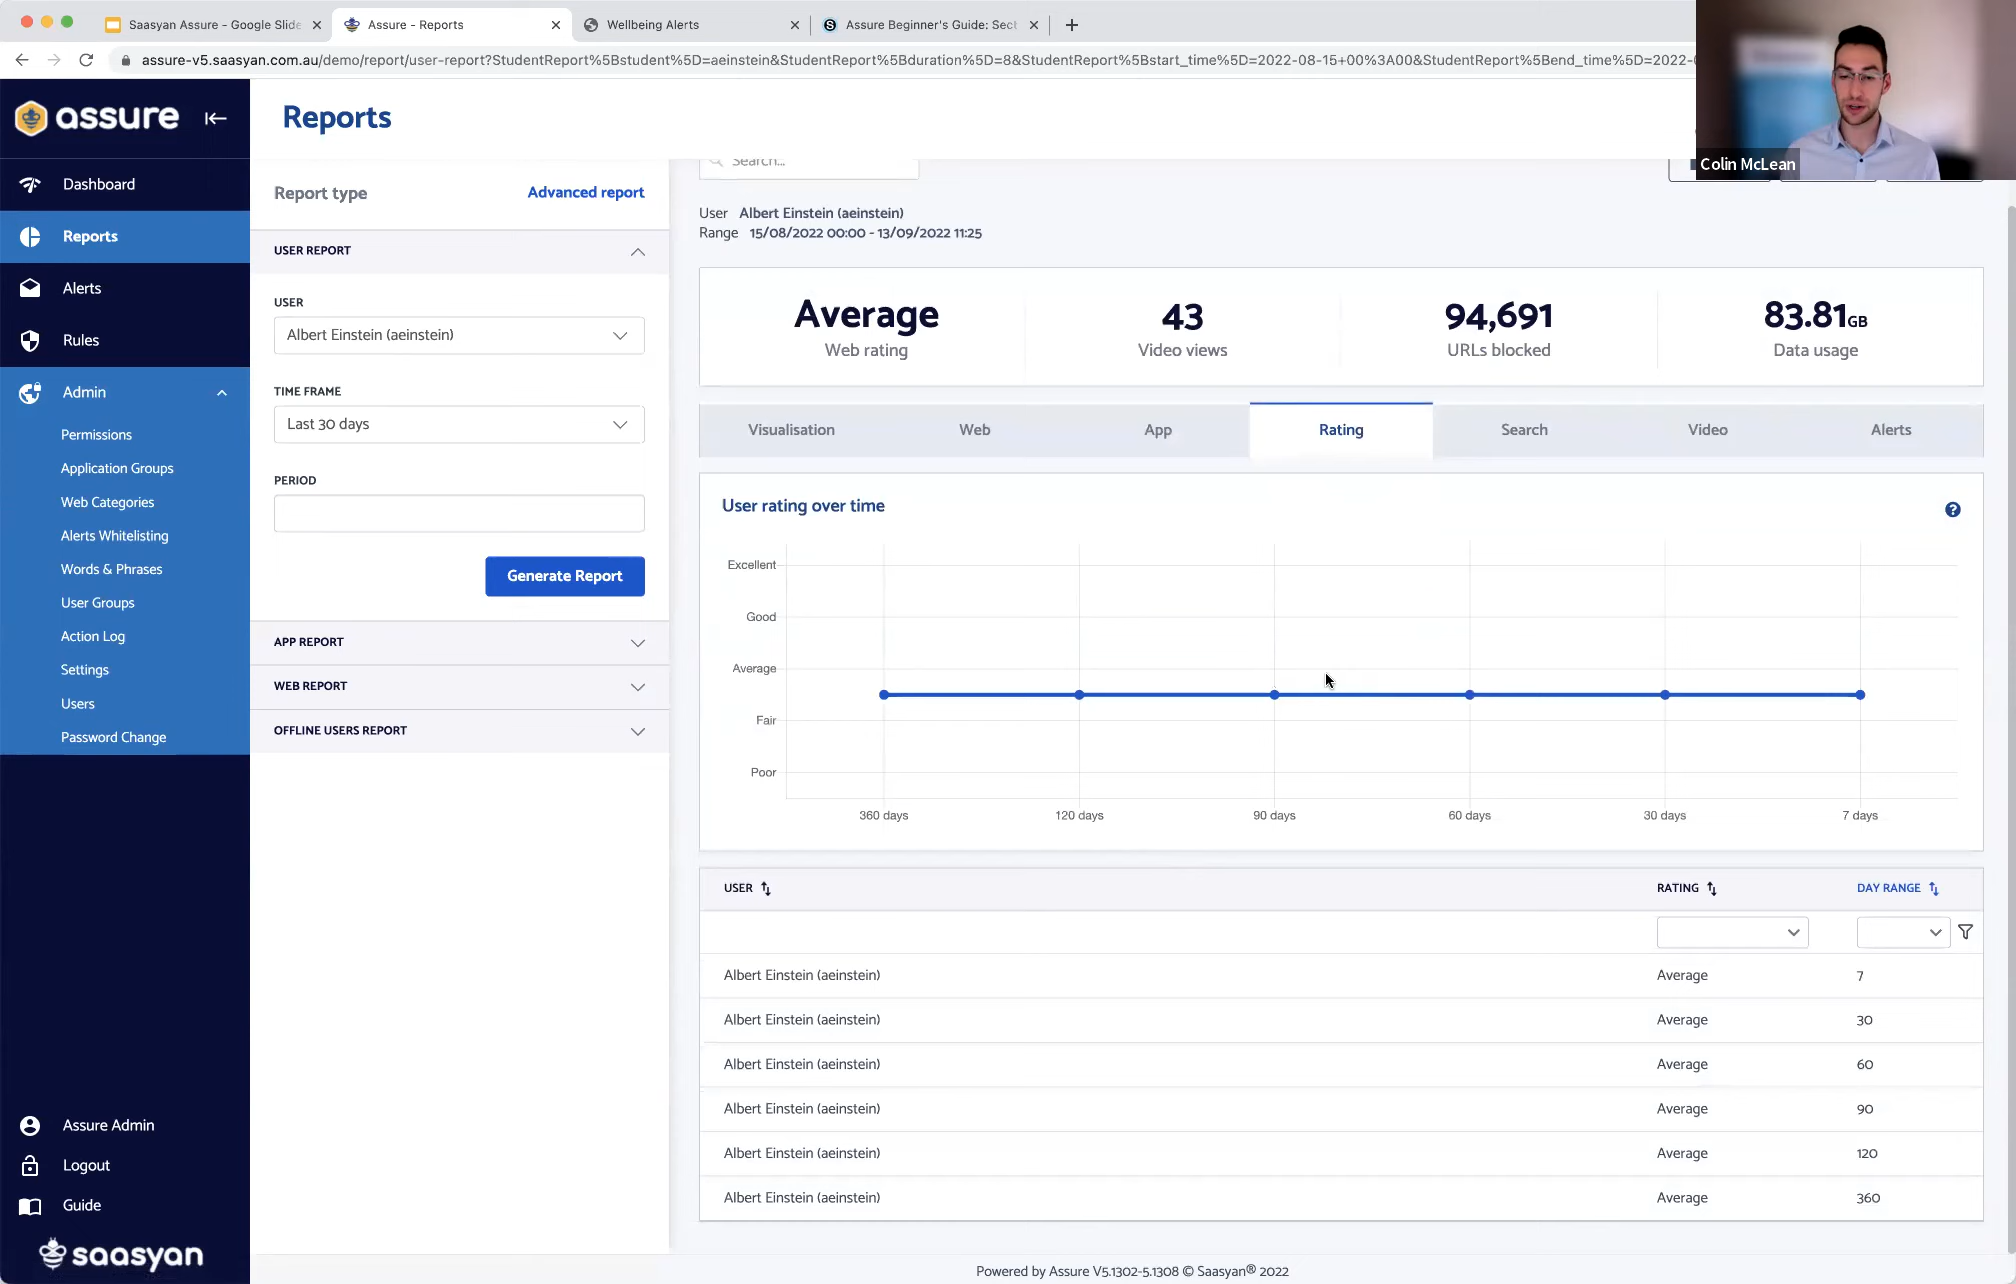 Saasyan Assure - Google Slide
Assure - Reports
Wellbeing Alerts
Assure Beginner's Guide: Sect
assure-v5.saasyan.com.au/demo/report/user-report?StudentReport%5Bstudent%5D=aeinstein&StudentReport%5Bduration%5D=8&StudentReport%5Bstart_time%5D=2022-08-15+00%3A00&StudentReport%5Bend_time%5D=2022-
Colin McLean
assure
Dashboard
Reports
Alerts
Rules
Admin
Permissions
Application Groups
Web Categories
Alerts Whitelisting
Words & Phrases
User Groups
Action Log
Settings
Users
Password Change
Assure Admin
Logout
Guide
saasyan
Reports
Report type
Advanced report
USER REPORT
USER
Albert Einstein (aeinstein)
TIME FRAME
Last 30 days
PERIOD
Generate Report
APP REPORT
WEB REPORT
OFFLINE USERS REPORT
Search...
User Albert Einstein (aeinstein)
Range 15/08/2022 00:00 - 13/09/2022 11:25
Average 43 94,691 83.81GB
Web rating Video views URLs blocked Data usage
Visualisation Web App Rating Search Video Alerts
User rating over time
?
Excellent
Good
Average
Fair
Poor
360 days 120 days 90 days 60 days 30 days 7 days
USER RATING DAY RANGE
Albert Einstein (aeinstein) Average 7
Albert Einstein (aeinstein) Average 30
Albert Einstein (aeinstein) Average 60
Albert Einstein (aeinstein) Average 90
Albert Einstein (aeinstein) Average 120
Albert Einstein (aeinstein) Average 360
Powered by Assure V5.1302-5.1308 © Saasyan® 2022